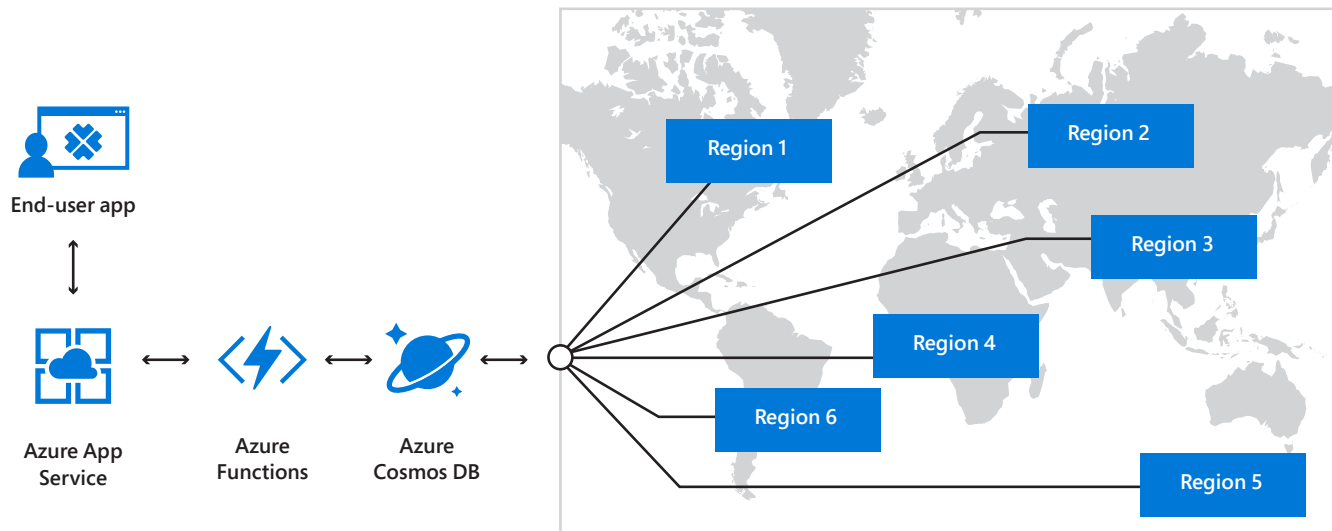 End-user app
Azure App
Service
Azure
Functions
Azure
Cosmos DB
Region 1
Region 2
Region 3
Region 4
Region 6
Region 5